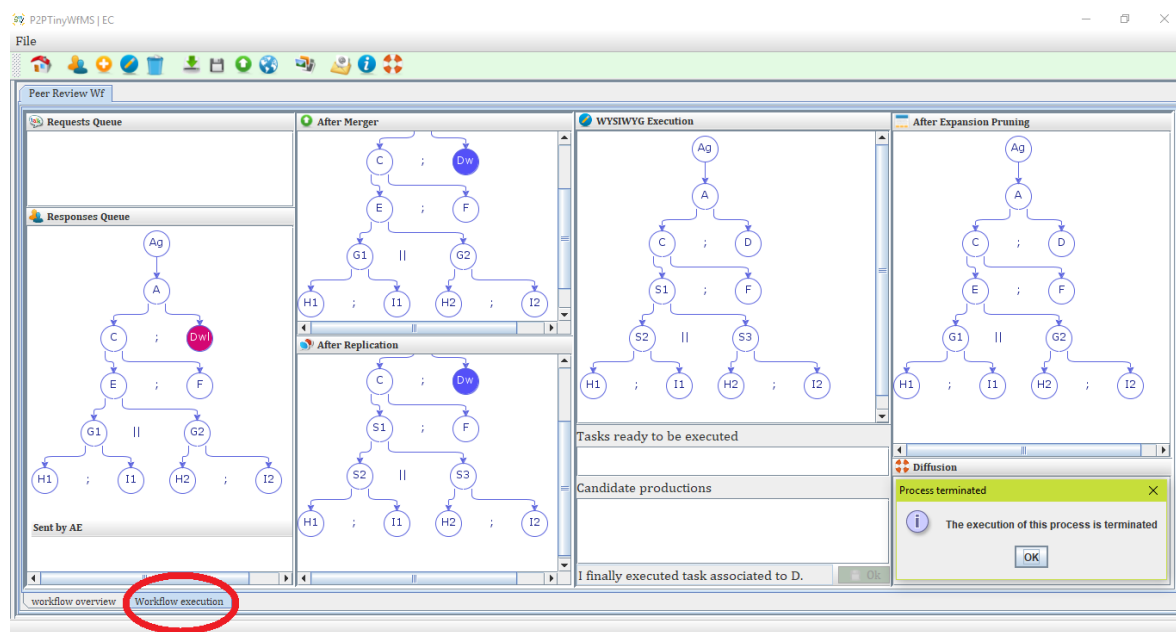 P2PTinyWfMS | EC
File
Peer Review Wf
Requests Queue
Responses Queue
Ag
A
C ; Dwl
E ; F
G1 || G2
H1 ; I1 H2 ; I2
Sent by AE
After Merger
C ; Dw
E ; F
G1 || G2
H1 ; I1 H2 ; I2
After Replication
C ; Dw
S1 ; F
S2 || S3
H1 ; I1 H2 ; I2
WYSIWYG Execution
Ag
A
C ; D
S1 ; F
S2 || S3
H1 ; I1 H2 ; I2
Tasks ready to be executed
Candidate productions
I finally executed task associated to D. Ok
After Expansion Pruning
Ag
A
C ; D
E ; F
G1 || G2
H1 ; I1 H2 ; I2
Diffusion
Process terminated
The execution of this process is terminated
OK
workflow overview Workflow execution